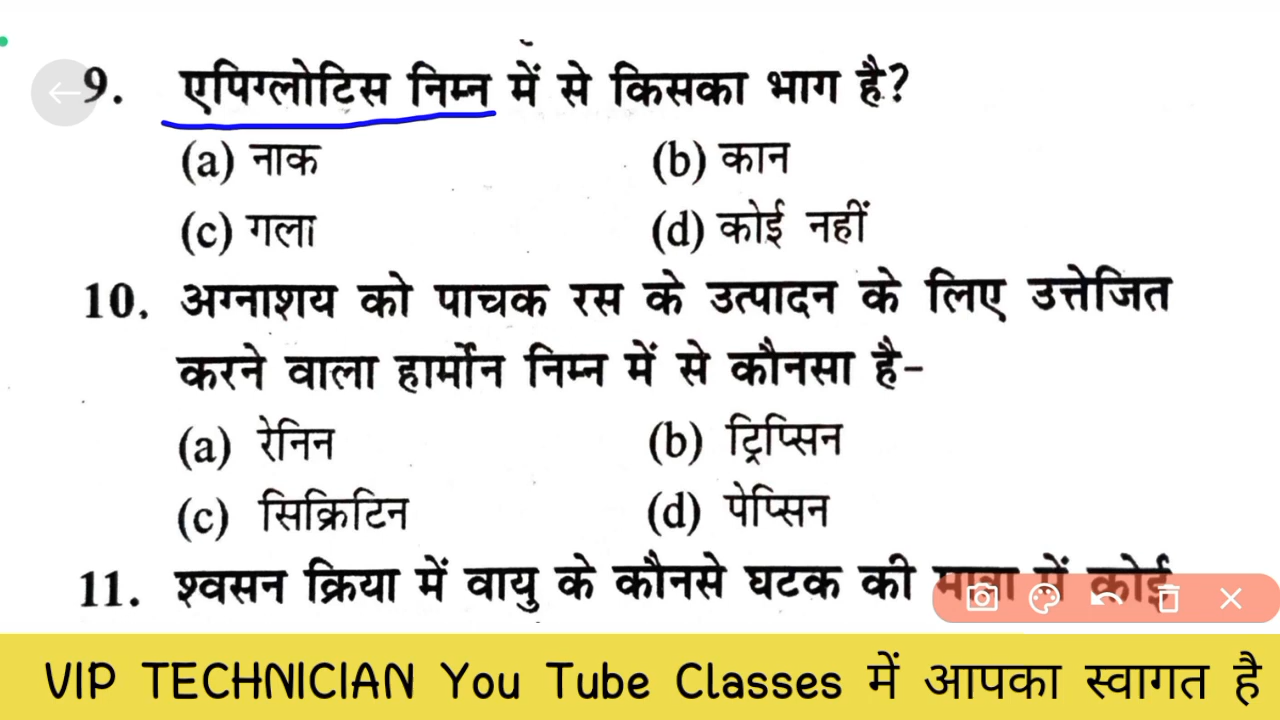 9. एपिग्लोटिस निम्न में से किसका भाग है?
(a) नाक (b) कान
(c) गला (d) कोई नहीं
10. अग्नाशय को पाचक रस के उत्पादन के लिए उत्तेजित
करने वाला हार्मोन निम्न में से कौनसा है-
(a) रेनिन (b) ट्रिप्सिन
(c) सिक्रिटिन (d) पेप्सिन
11. श्वसन क्रिया में वायु के कौनसे घटक की मात्रा में कोई
VIP TECHNICIAN You Tube Classes में आपका स्वागत है